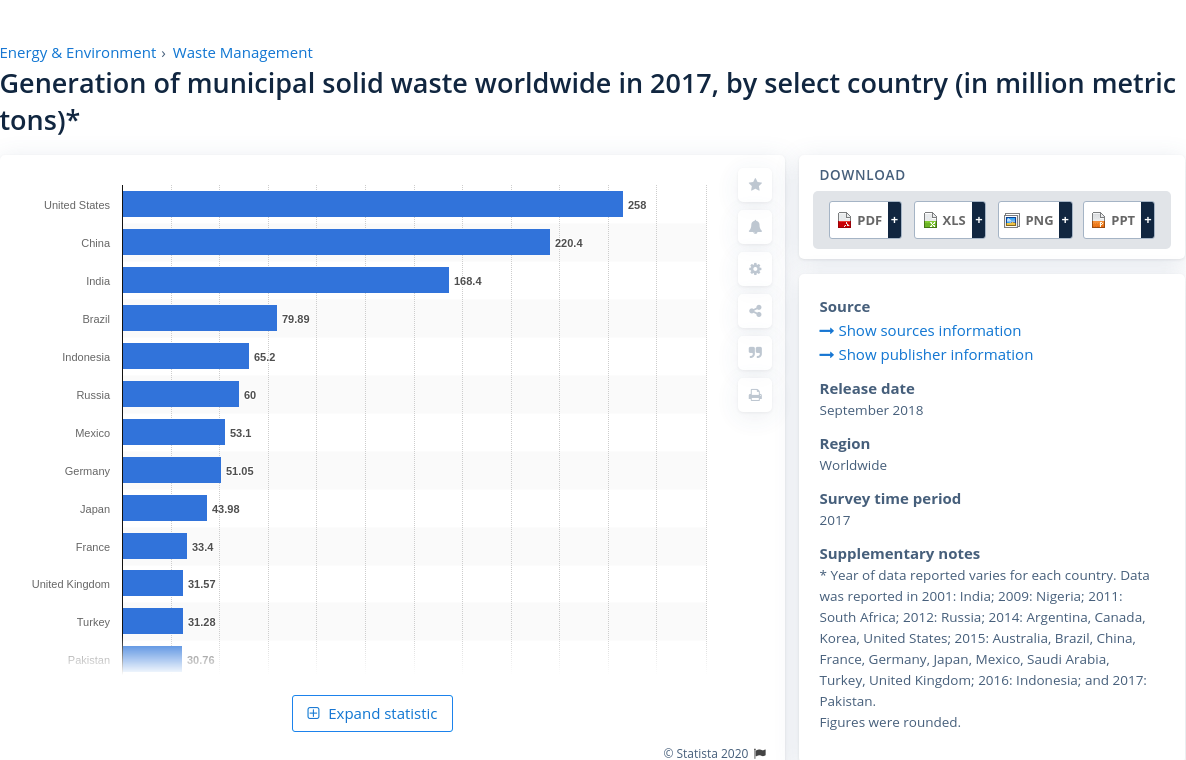 Energy & Environment › Waste Management
Generation of municipal solid waste worldwide in 2017, by select country (in million metric
tons)*
United States 258
China 220.4
India 168.4
Brazil 79.89
Indonesia 65.2
Russia 60
Mexico 53.1
Germany 51.05
Japan 43.98
France 33.4
United Kingdom 31.57
Turkey 31.28
Pakistan 30.76
Expand statistic
© Statista 2020
DOWNLOAD
PDF + XLS + PNG + PPT +
Source
Show sources information
Show publisher information
Release date
September 2018
Region
Worldwide
Survey time period
2017
Supplementary notes
* Year of data reported varies for each country. Data
was reported in 2001: India; 2009: Nigeria; 2011:
South Africa; 2012: Russia; 2014: Argentina, Canada,
Korea, United States; 2015: Australia, Brazil, China,
France, Germany, Japan, Mexico, Saudi Arabia,
Turkey, United Kingdom; 2016: Indonesia; and 2017:
Pakistan.
Figures were rounded.